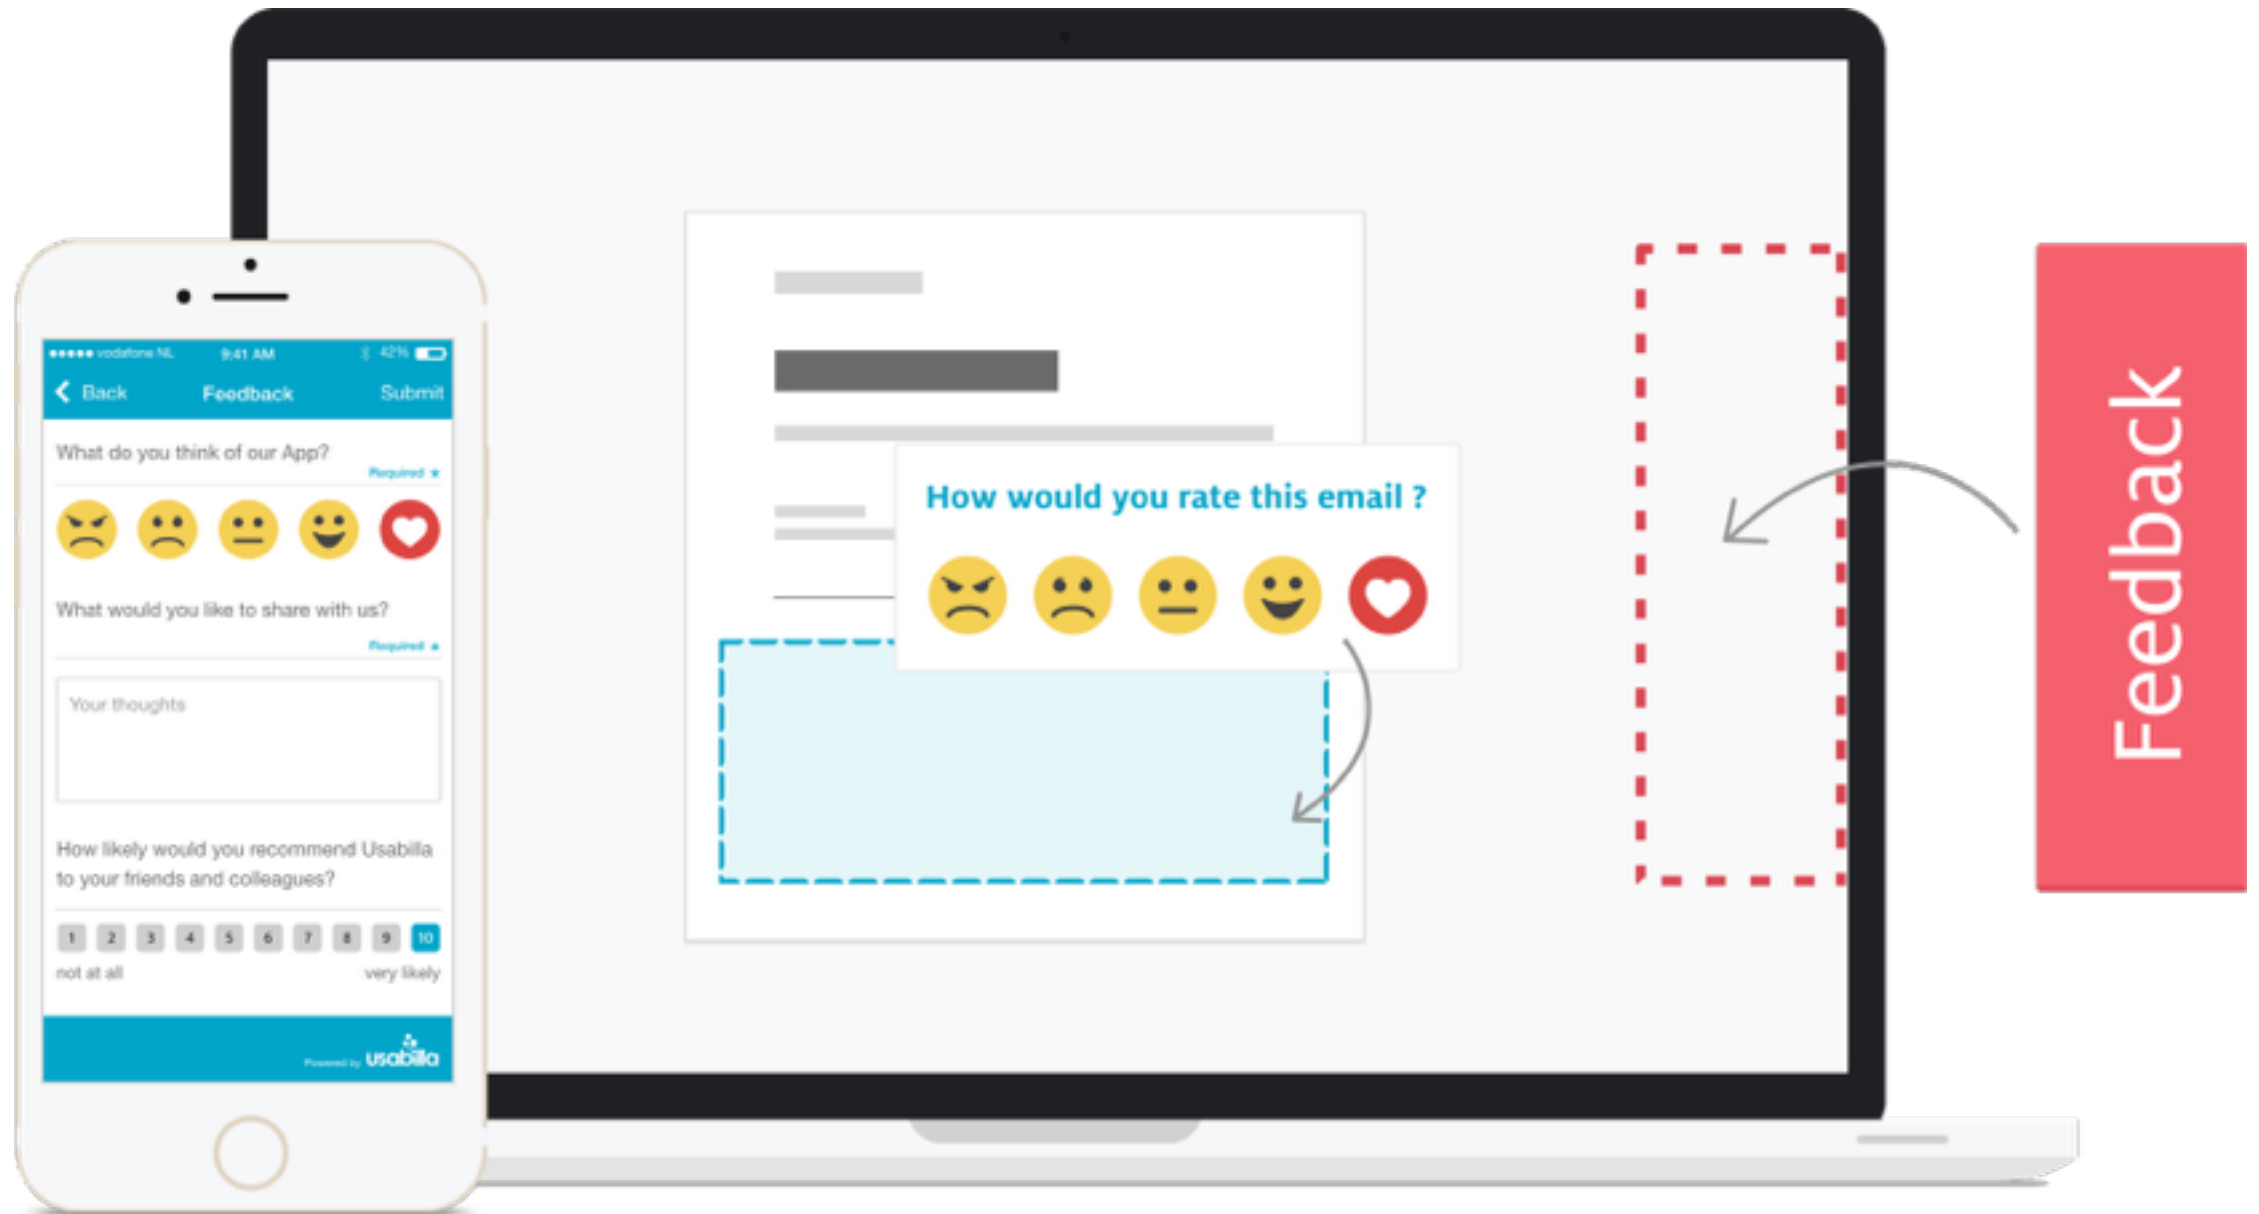 vodafone NL 9:41 AM 42%
Back Feedback Submit
What do you think of our App?
Required *
What would you like to share with us?
Required *
Your thoughts
How likely would you recommend Usabilla
to your friends and colleagues?
1 2 3 4 5 6 7 8 9 10
not at all very likely
Powered by usabilla
How would you rate this email ?
Feedback